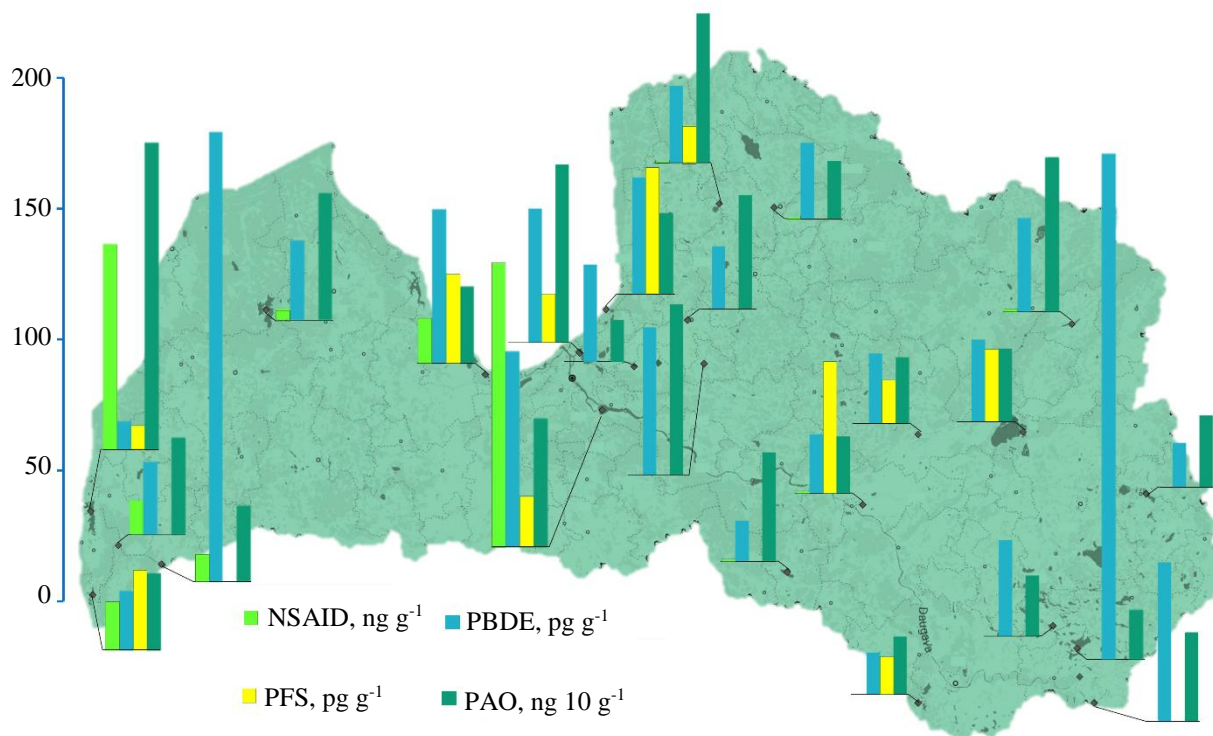 200
150
100
50
0
NSAID, ng g⁻¹
PBDE, pg g⁻¹
PFS, pg g⁻¹
PAO, ng 10 g⁻¹
Daugava